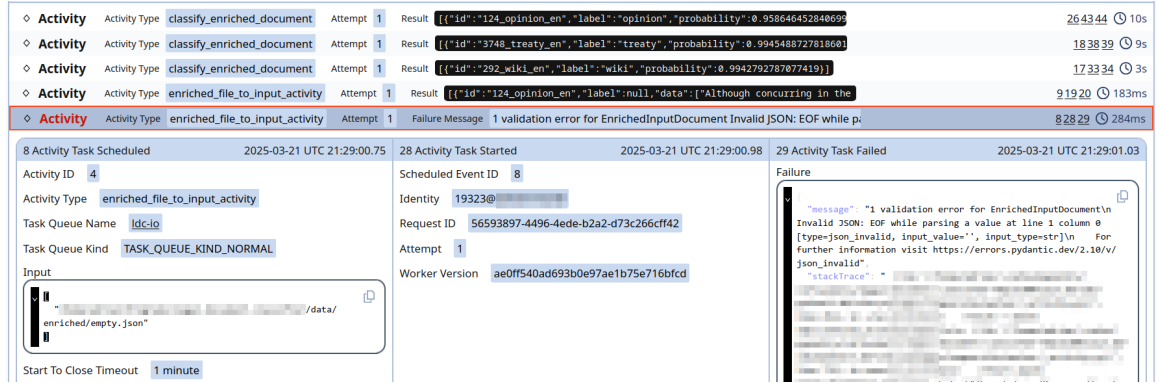 Activity Activity Type classify_enriched_document Attempt 1 Result [{"id":"124_opinion_en","label":"opinion","probability":0.958646452840699 26 43 44 10s
Activity Activity Type classify_enriched_document Attempt 1 Result [{"id":"3748_treaty_en","label":"treaty","probability":0.9945488727818601 18 38 39 9s
Activity Activity Type classify_enriched_document Attempt 1 Result [{"id":"292_wiki_en","label":"wiki","probability":0.9942792787077419}] 17 33 34 3s
Activity Activity Type enriched_file_to_input_activity Attempt 1 Result [{"id":"124_opinion_en","label":null,"data":["Although concurring in the 9 19 20 183ms
Activity Activity Type enriched_file_to_input_activity Attempt 1 Failure Message 1 validation error for EnrichedInputDocument Invalid JSON: EOF while pa 8 28 29 284ms
8 Activity Task Scheduled 2025-03-21 UTC 21:29:00.75
Activity ID 4
Activity Type enriched_file_to_input_activity
Task Queue Name ldc-io
Task Queue Kind TASK_QUEUE_KIND_NORMAL
Input
[
"/data/
enriched/empty.json"
]
Start To Close Timeout 1 minute
28 Activity Task Started 2025-03-21 UTC 21:29:00.98
Scheduled Event ID 8
Identity 19323@
Request ID 56593897-4496-4ede-b2a2-d73c266cff42
Attempt 1
Worker Version ae0ff540ad693b0e97ae1b75e716bfcd
29 Activity Task Failed 2025-03-21 UTC 21:29:01.03
Failure
"message": "1 validation error for EnrichedInputDocument\n
Invalid JSON: EOF while parsing a value at line 1 column 0
[type=json_invalid, input_value='', input_type=str]\n For
further information visit https://errors.pydantic.dev/2.10/v/
json_invalid",
"stackTrace": "